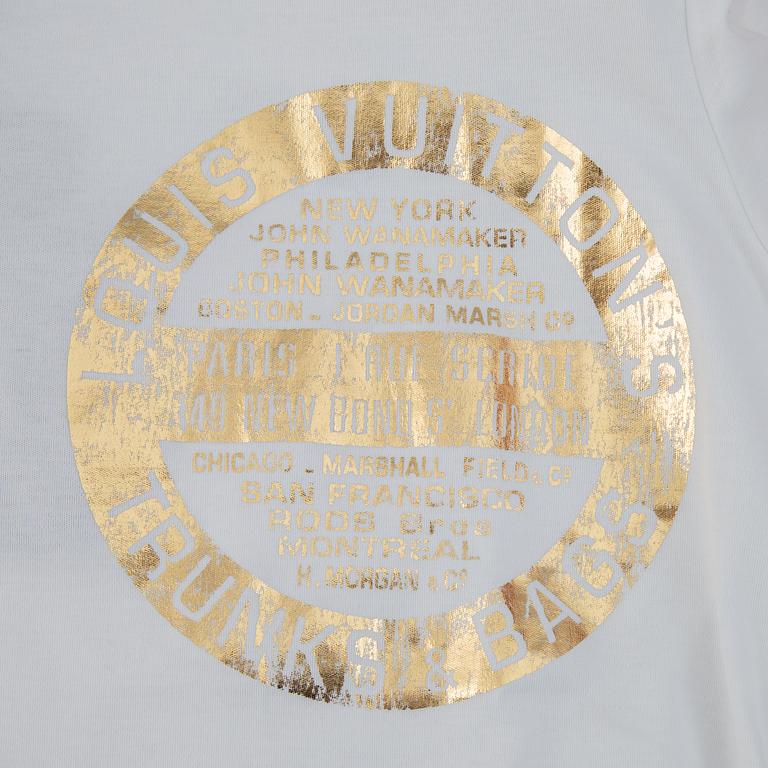 LOUIS VUITTON'S
NEW YORK
JOHN WANAMAKER
PHILADELPHIA
JOHN WANAMAKER
BOSTON - JORDAN MARSH Cº
PARIS 1. RUE SCRIBE
149 NEW BOND St LONDON
CHICAGO - MARSHALL FIELD & Cº
SAN FRANCISCO
ROOS Bros
MONTREAL
H. MORGAN & Cº
TRUNKS & BAGS